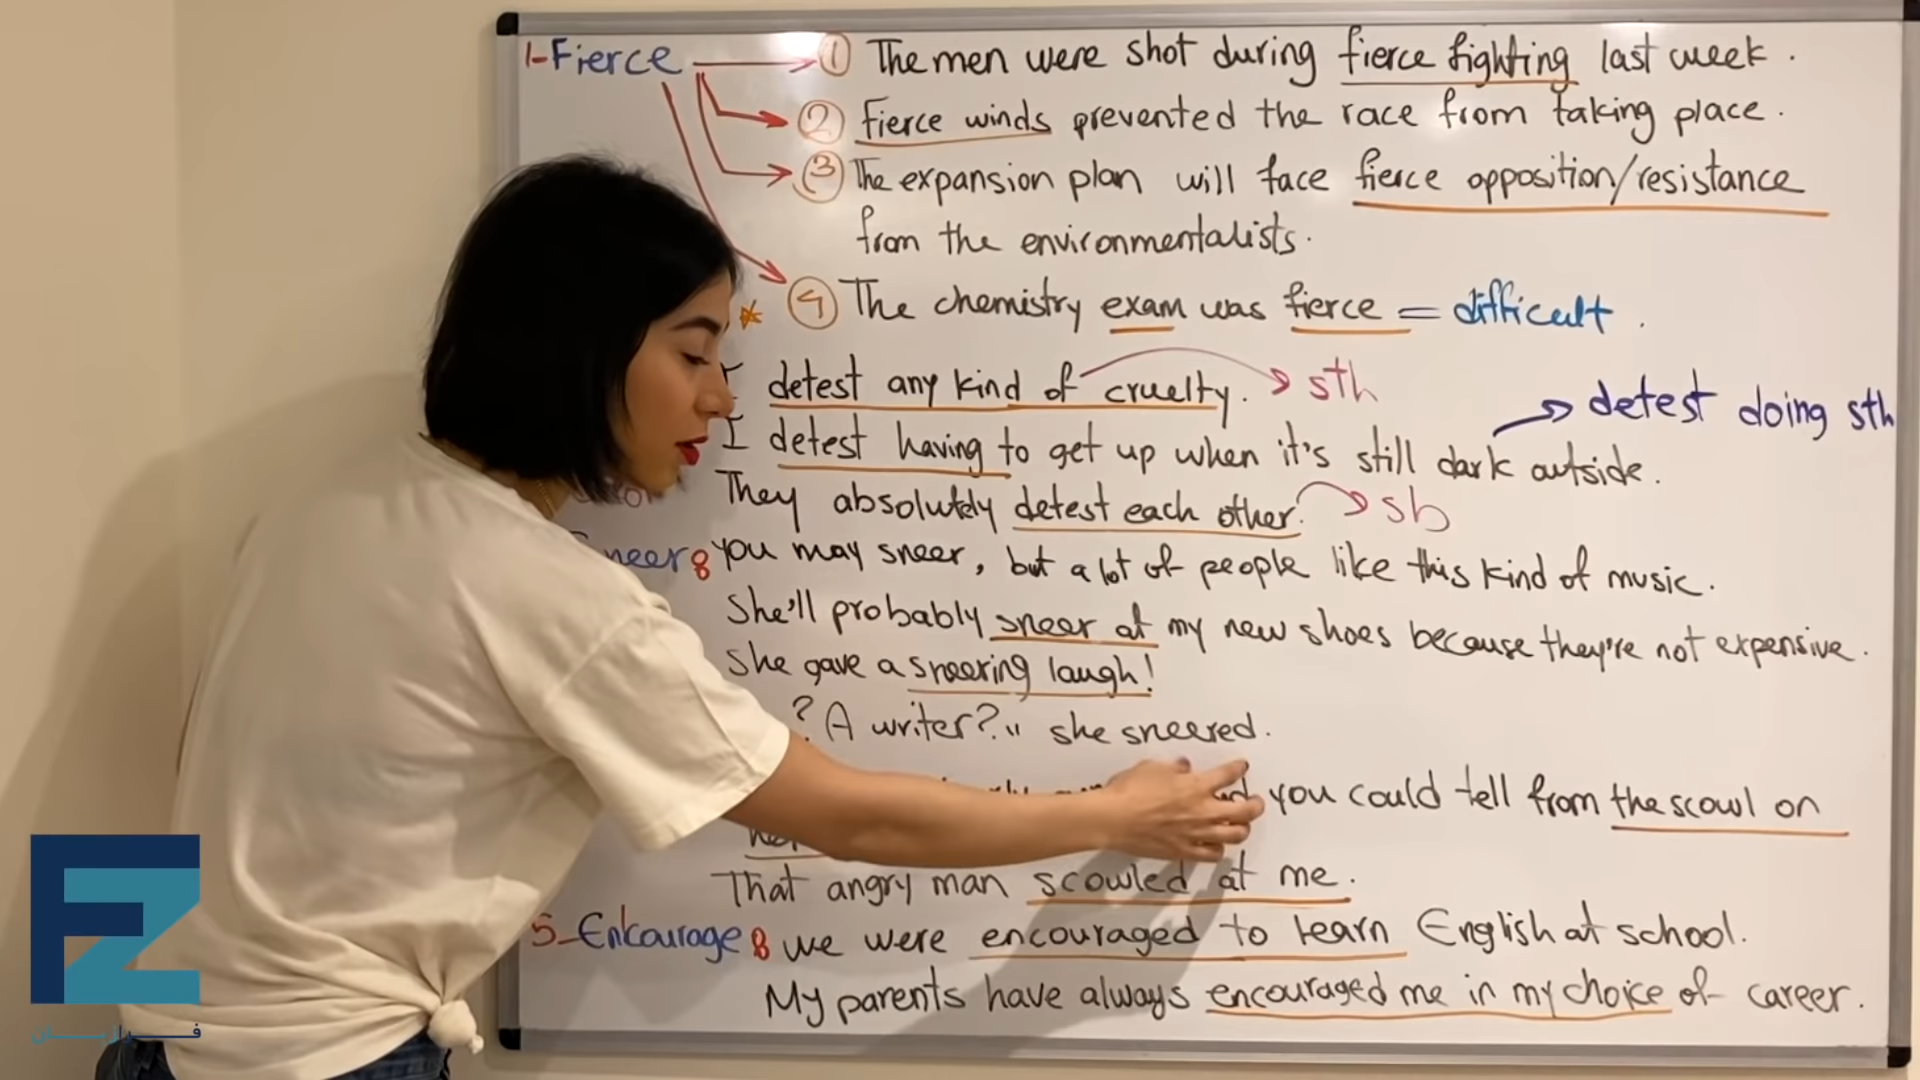 1-Fierce
① The men were shot during fierce fighting last week.
② Fierce winds prevented the race from taking place.
③ The expansion plan will face fierce opposition/resistance
from the environmentalists.
④ The chemistry exam was fierce = difficult.
detest any kind of cruelty. sth
detest doing sth
I detest having to get up when it's still dark outside.
They absolutely detest each other. sb
neer: you may sneer, but a lot of people like this kind of music.
She'll probably sneer at my new shoes because they're not expensive.
She gave a sneering laugh!
? A writer?" she sneered.
you could tell from the scowl on
That angry man scowled at me.
5-Encourage: we were encouraged to learn English at school.
My parents have always encouraged me in my choice of career.
FZ
فرازبان